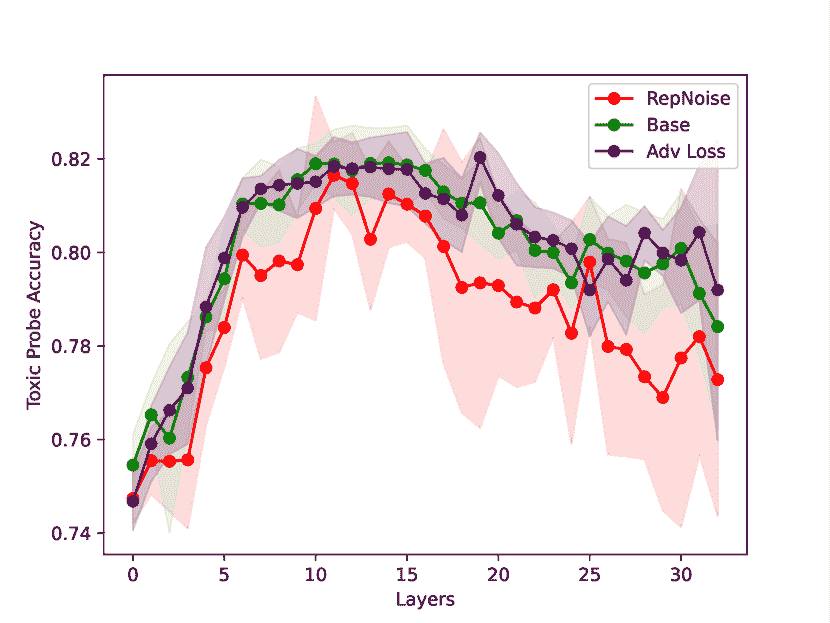 RepNoise
Base
Adv Loss
0.82
0.80
0.78
0.76
0.74
Toxic Probe Accuracy
0 5 10 15 20 25 30
Layers